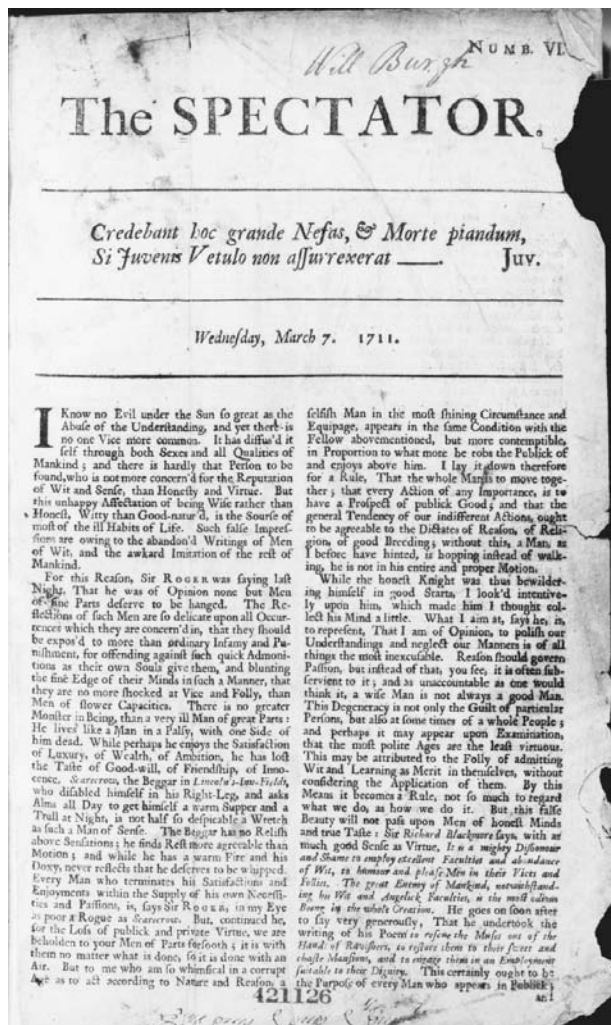 NUMB. VI.
Will Burgh
The SPECTATOR.
Credebant hoc grande Nefas, & Morte piandum,
Si Juvenis Vetulo non aſſurrexerat ——. JUV.
Wedneſday, March 7. 1711.
I Know no Evil under the Sun ſo great as the
Abuſe of the Underſtanding, and yet there is
no one Vice more common. It has diffus'd it
ſelf through both Sexes and all Qualities of
Mankind; and there is hardly that Perſon to be
found, who is not more concern'd for the Reputation
of Wit and Senſe, than Honeſty and Virtue. But
this unhappy Affectation of being Wiſe rather than
Honeſt, Witty than Good-natur'd, is the Sourſe of
moſt of the ill Habits of Life. Such falſe Impreſ-
ſions are owing to the abandon'd Writings of Men
of Wit, and the awkard Imitation of the reſt of
Mankind.
For this Reaſon, Sir ROGER was ſaying laſt
Night, That he was of Opinion none but Men
of fine Parts deſerve to be hanged. The Re-
flections of ſuch Men are ſo delicate upon all Occur-
rences which they are concern'd in, that they ſhould
be expos'd to more than ordinary Infamy and Pu-
niſhment, for offending againſt ſuch quick Admoni-
tions as their own Souls give them, and blunting
the fine Edge of their Minds in ſuch a Manner, that
they are no more ſhocked at Vice and Folly, than
Men of ſlower Capacities. There is no greater
Monſter in Being, than a very ill Man of great Parts:
He lives like a Man in a Palſy, with one Side of
him dead. While perhaps he enjoys the Satisfaction
of Luxury, of Wealth, of Ambition, he has loſt
the Taſte of Good-will, of Friendſhip, of Inno-
cence. Scarecrow, the Beggar in Lincoln's-Inn-Fields,
who diſabled himſelf in his Right-Leg, and asks
Alms all Day to get himſelf a warm Supper and a
Trull at Night, is not half ſo deſpicable a Wretch
as ſuch a Man of Senſe. The Beggar has no Reliſh
above Senſations; he finds Reſt more agreeable than
Motion; and while he has a warm Fire and his
Doxy, never reflects that he deſerves to be whipped.
Every Man who terminates his Satisfactions and
Enjoyments within the Supply of his own Neceſſi-
ties and Paſſions, is, ſays Sir ROGER, in my Eye
as poor a Rogue as Scarecrow. But, continued he,
for the Loſs of publick and private Virtue, we are
beholden to your Men of Parts forſooth; it is with
them no matter what is done, ſo it is done with an
Air. But to me who am ſo whimſical in a corrupt
Age as to act according to Nature and Reaſon, a
ſelfiſh Man in the moſt ſhining Circumſtance and
Equipage, appears in the ſame Condition with the
Fellow abovementioned, but more contemptible,
in Proportion to what more he robs the Publick of
and enjoys above him. I lay it down therefore
for a Rule, That the whole Man is to move toge-
ther; that every Action of any Importance, is to
have a Proſpect of publick Good; and that the
general Tendency of our indifferent Actions, ought
to be agreable to the Dictates of Reaſon, of Reli-
gion, of good Breeding; without this, a Man, as
I before have hinted, is hopping inſtead of walk-
ing, he is not in his entire and proper Motion.
While the honeſt Knight was thus bewilder-
ing himſelf in good Starts, I look'd intentive-
ly upon him, which made him I thought col-
lect his Mind a little. What I aim at, ſays he, is,
to repreſent, That I am of Opinion, to poliſh our
Underſtandings and neglect our Manners is of all
things the moſt inexcuſable. Reaſon ſhould govern
Paſſion, but inſtead of that, you ſee, it is often ſub-
ſervient to it; and as unaccountable as one would
think it, a wiſe Man is not always a good Man.
This Degeneracy is not only the Guilt of particular
Perſons, but alſo at ſome times of a whole People;
and perhaps it may appear upon Examination,
that the moſt polite Ages are the leaſt virtuous.
This may be attributed to the Folly of admitting
Wit and Learning as Merit in themſelves, without
conſidering the Application of them. By this
Means it becomes a Rule, not ſo much to regard
what we do, as how we do it. But this falſe
Beauty will not paſs upon Men of honeſt Minds
and true Taſte: Sir Richard Blackmore ſays, with as
much good Senſe as Virtue, It is a mighty Diſhonour
and Shame to employ excellent Faculties and abundance
of Wit, to humour and pleaſe Men in their Vices and
Follies. The great Enemy of Mankind, notwithſtand-
ing his Wit and Angelick Faculties, is the moſt odious
Being in the whole Creation. He goes on ſoon after
to ſay very generouſly, That he undertook the
writing of his Poem to reſcue the Muſes out of the
Hands of Raviſhers, to reſtore them to their ſweet and
chaſte Manſions, and to engage them in an Employment
ſuitable to their Dignity. This certainly ought to be
the Purpoſe of every Man who appears in Publick;
and
421126